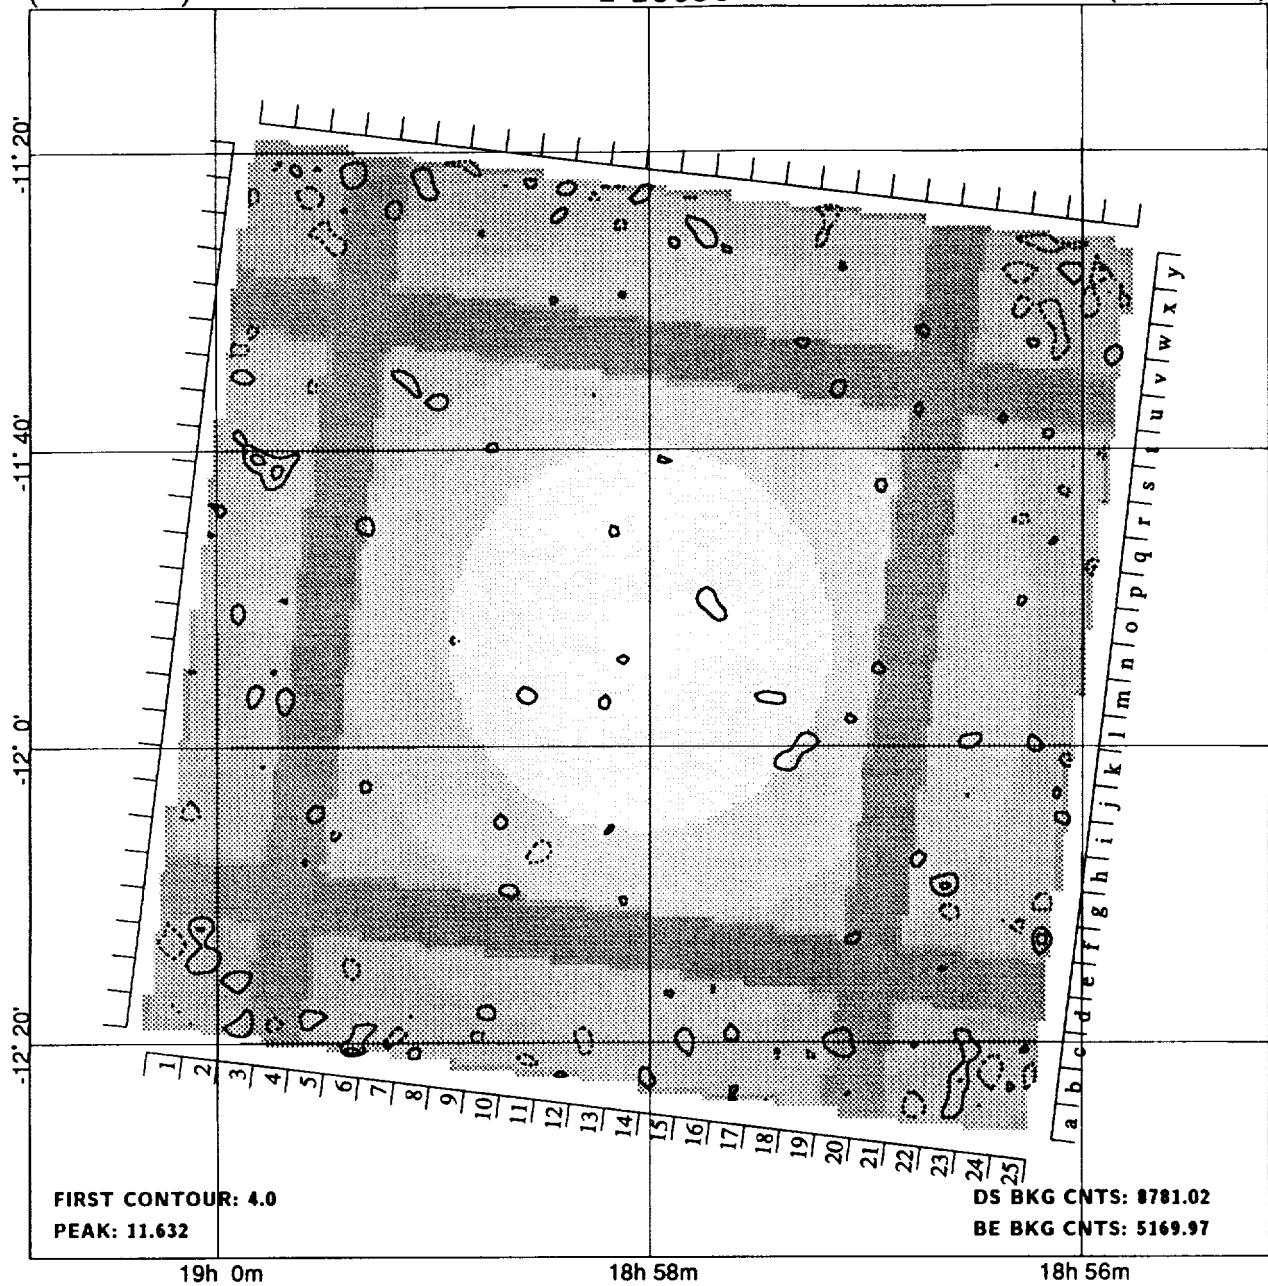 -11° 20'
-11° 40'
-12° 0'
-12° 20'
y
x
w
v
u
t
s
r
q
p
o
n
m
l
k
j
i
h
g
f
e
d
c
b
a
1 2 3 4 5 6 7 8 9 10 11 12 13 14 15 16 17 18 19 20 21 22 23 24 25
FIRST CONTOUR: 4.0
PEAK: 11.632
DS BKG CNTS: 8781.02
BE BKG CNTS: 5169.97
19h 0m 18h 58m 18h 56m